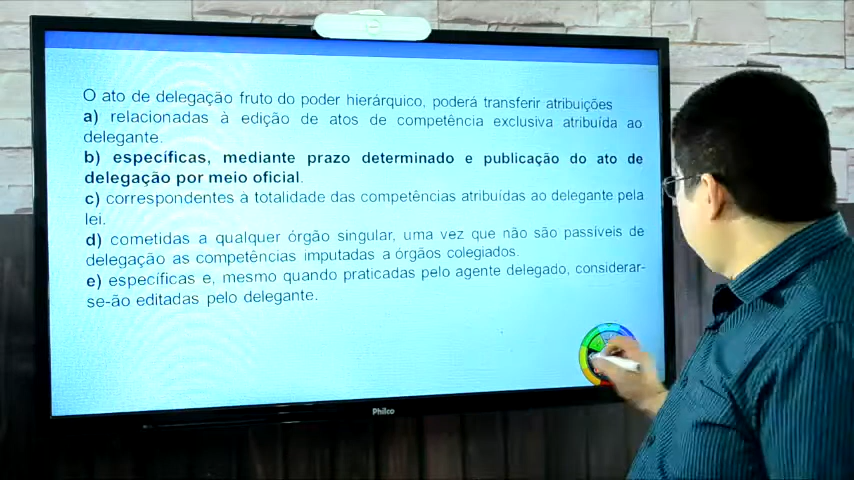 O ato de delegação fruto do poder hierárquico, poderá transferir atribuições
a) relacionadas à edição de atos de competência exclusiva atribuída ao
delegante.
b) específicas, mediante prazo determinado e publicação do ato de
delegação por meio oficial.
c) correspondentes à totalidade das competências atribuídas ao delegante pela
lei.
d) cometidas a qualquer órgão singular, uma vez que não são passíveis de
delegação as competências imputadas a órgãos colegiados.
e) específicas e, mesmo quando praticadas pelo agente delegado, considerar-
se-ão editadas pelo delegante.
Philco